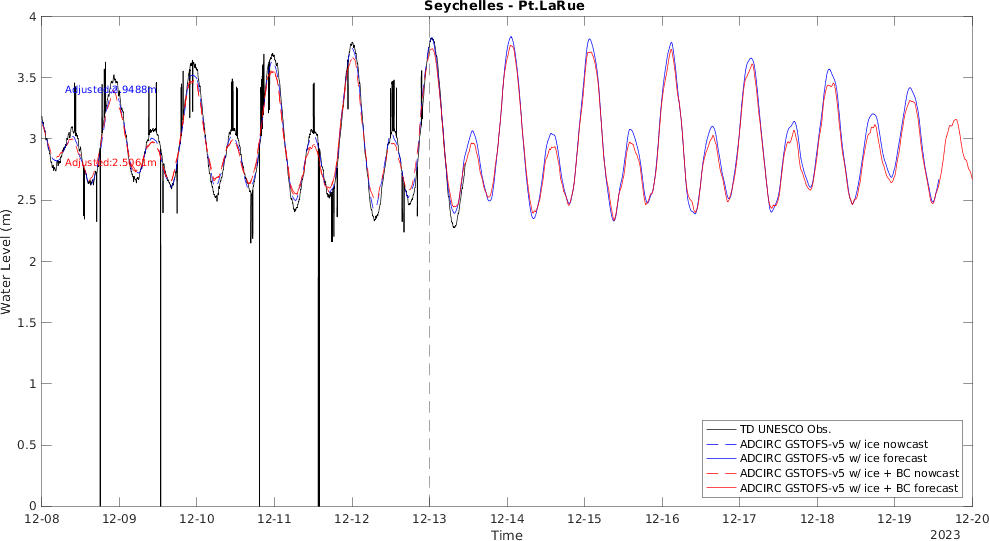 Seychelles - Pt.LaRue
4
3.5
3
2.5
2
1.5
1
0.5
0
Water Level (m)
Adjusted:2.9488m
Adjusted:2.5061m
TD UNESCO Obs.
ADCIRC GSTOFS-v5 w/ ice nowcast
ADCIRC GSTOFS-v5 w/ ice forecast
ADCIRC GSTOFS-v5 w/ ice + BC nowcast
ADCIRC GSTOFS-v5 w/ ice + BC forecast
12-08 12-09 12-10 12-11 12-12 12-13 12-14 12-15 12-16 12-17 12-18 12-19 12-20
Time
2023